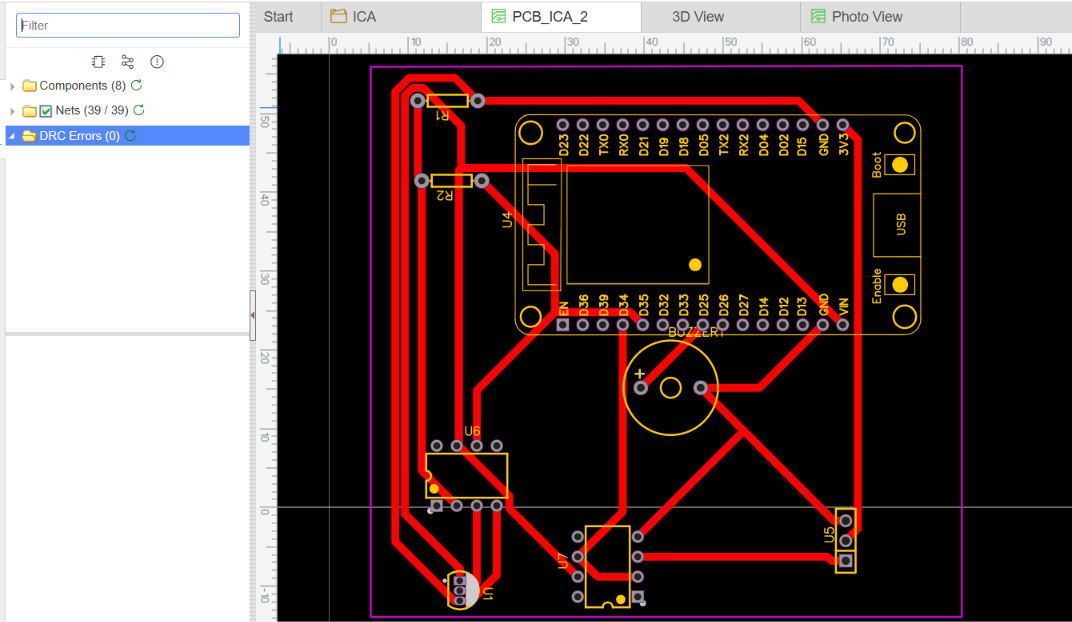 Filter
Start
ICA
PCB_ICA_2
3D View
Photo View
Components (8)
Nets (39 / 39)
DRC Errors (0)
0 10 20 30 40 50 60 70 80 90
50
40
30
20
10
0
-10
R1
R2
D23 D22 TX0 RX0 D21 D19 D18 D05 TX2 RX2 D04 D02 D15 GND 3V3
Boot
USB
Enable
U4
EN D36 D39 D34 D35 D32 D33 D25 D26 D27 D14 D12 D13 GND VIN
BUZZER1
+
U6
U5
U7
U1